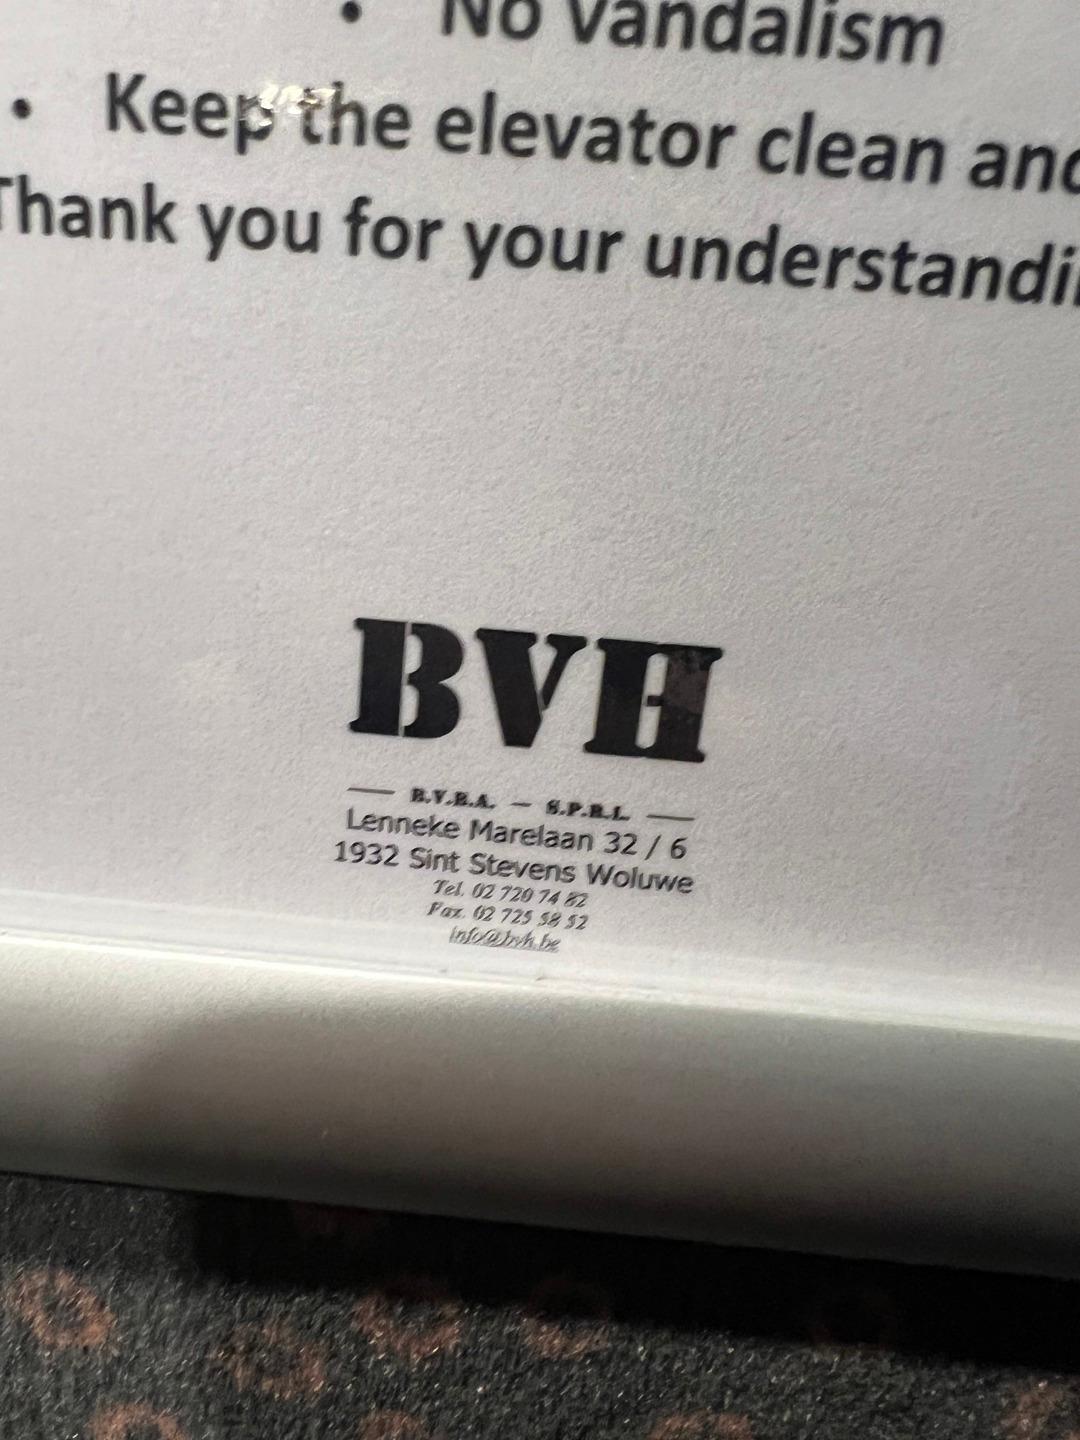 • No vandalism
• Keep the elevator clean and
Thank you for your understandin
BVH
B.V.B.A. — S.P.R.L.
Lenneke Marelaan 32 / 6
1932 Sint Stevens Woluwe
Tel. 02 720 74 82
Fax. 02 725 58 52
info@bvh.be